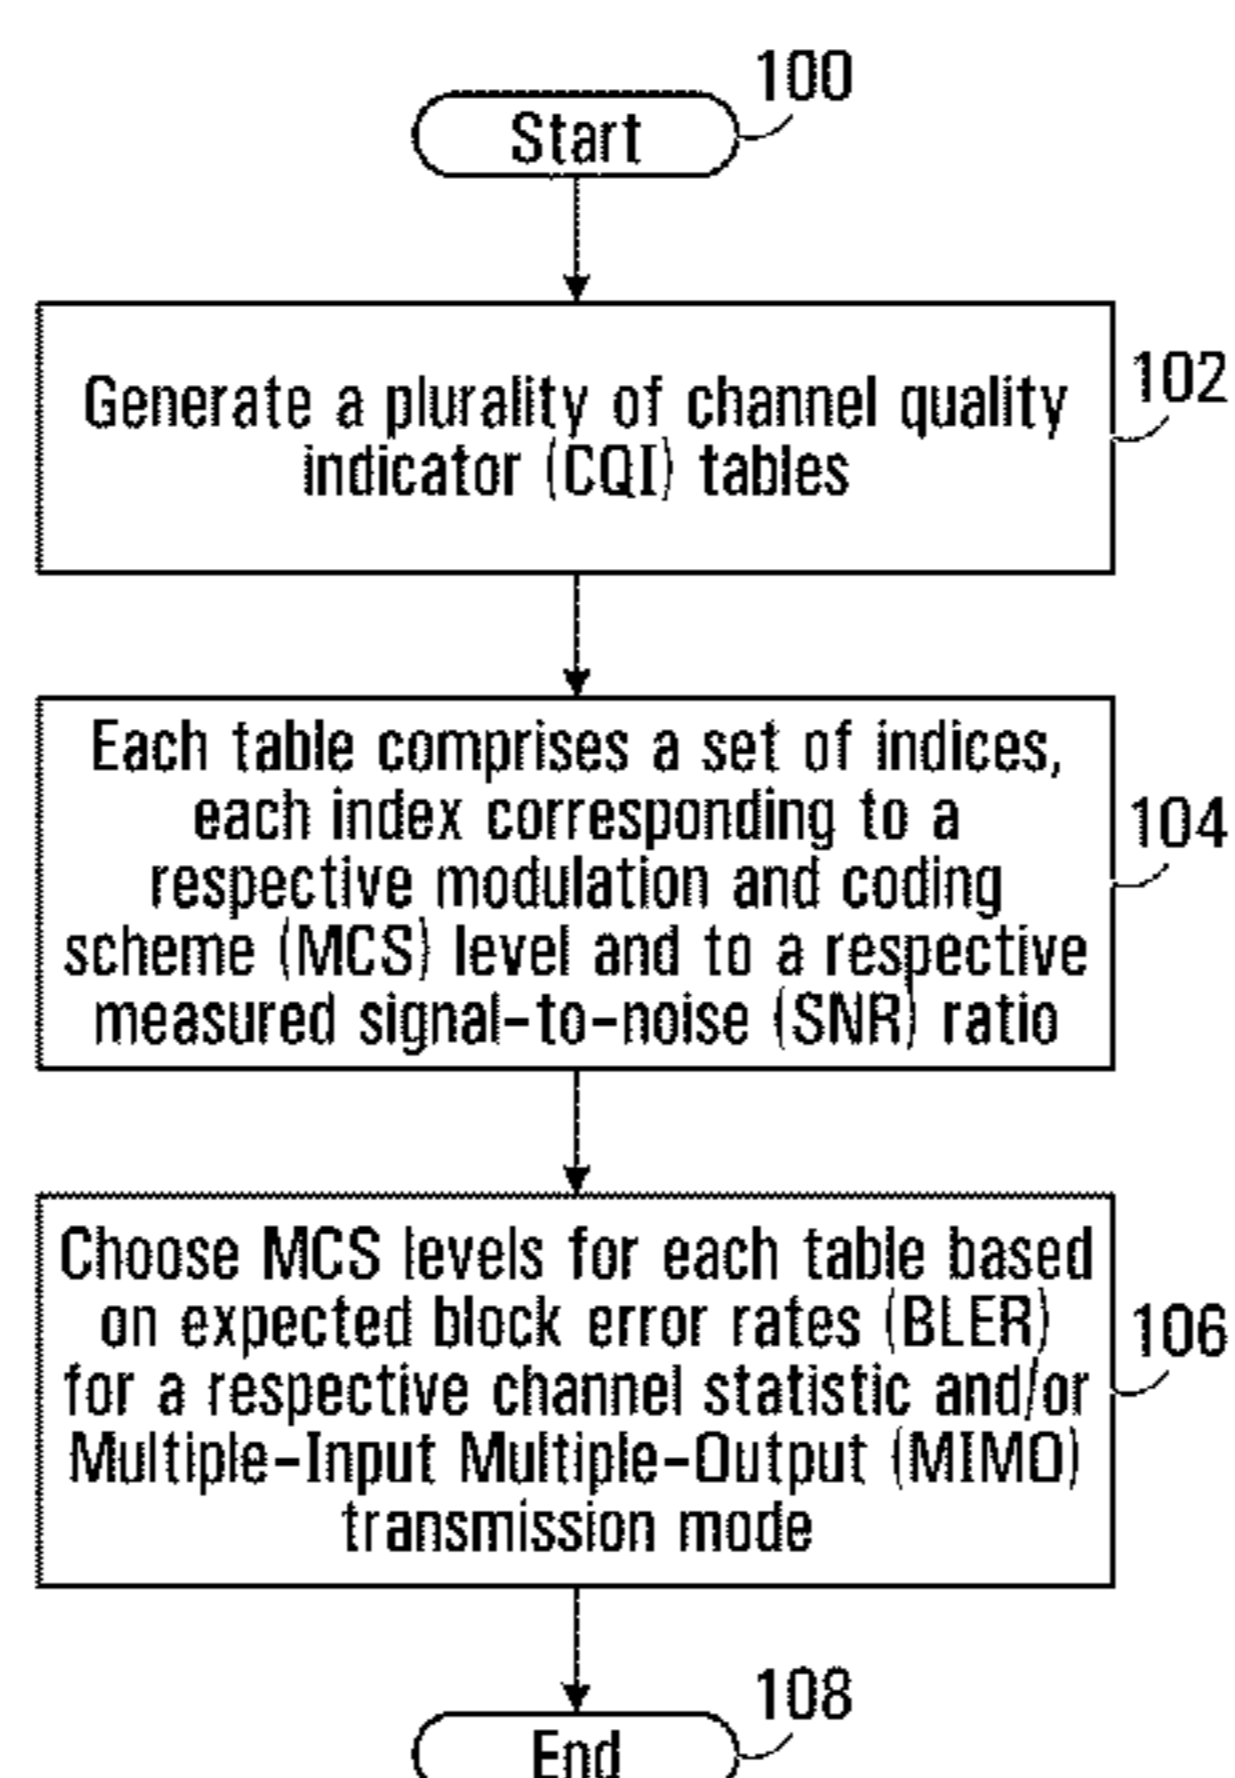 100
Start
102
Generate a plurality of channel quality
indicator (CQI) tables
Each table comprises a set of indices,
each index corresponding to a
104
respective modulation and coding
scheme (MCS) level and to a respective
measured signal-to-noise (SNR) ratio
Choose MCS levels for each table based
on expected block error rates (BLER)
106
for a respective channel statistic and/or
Multiple-Input Multiple-Output (MIMO)
transmission mode
108
End